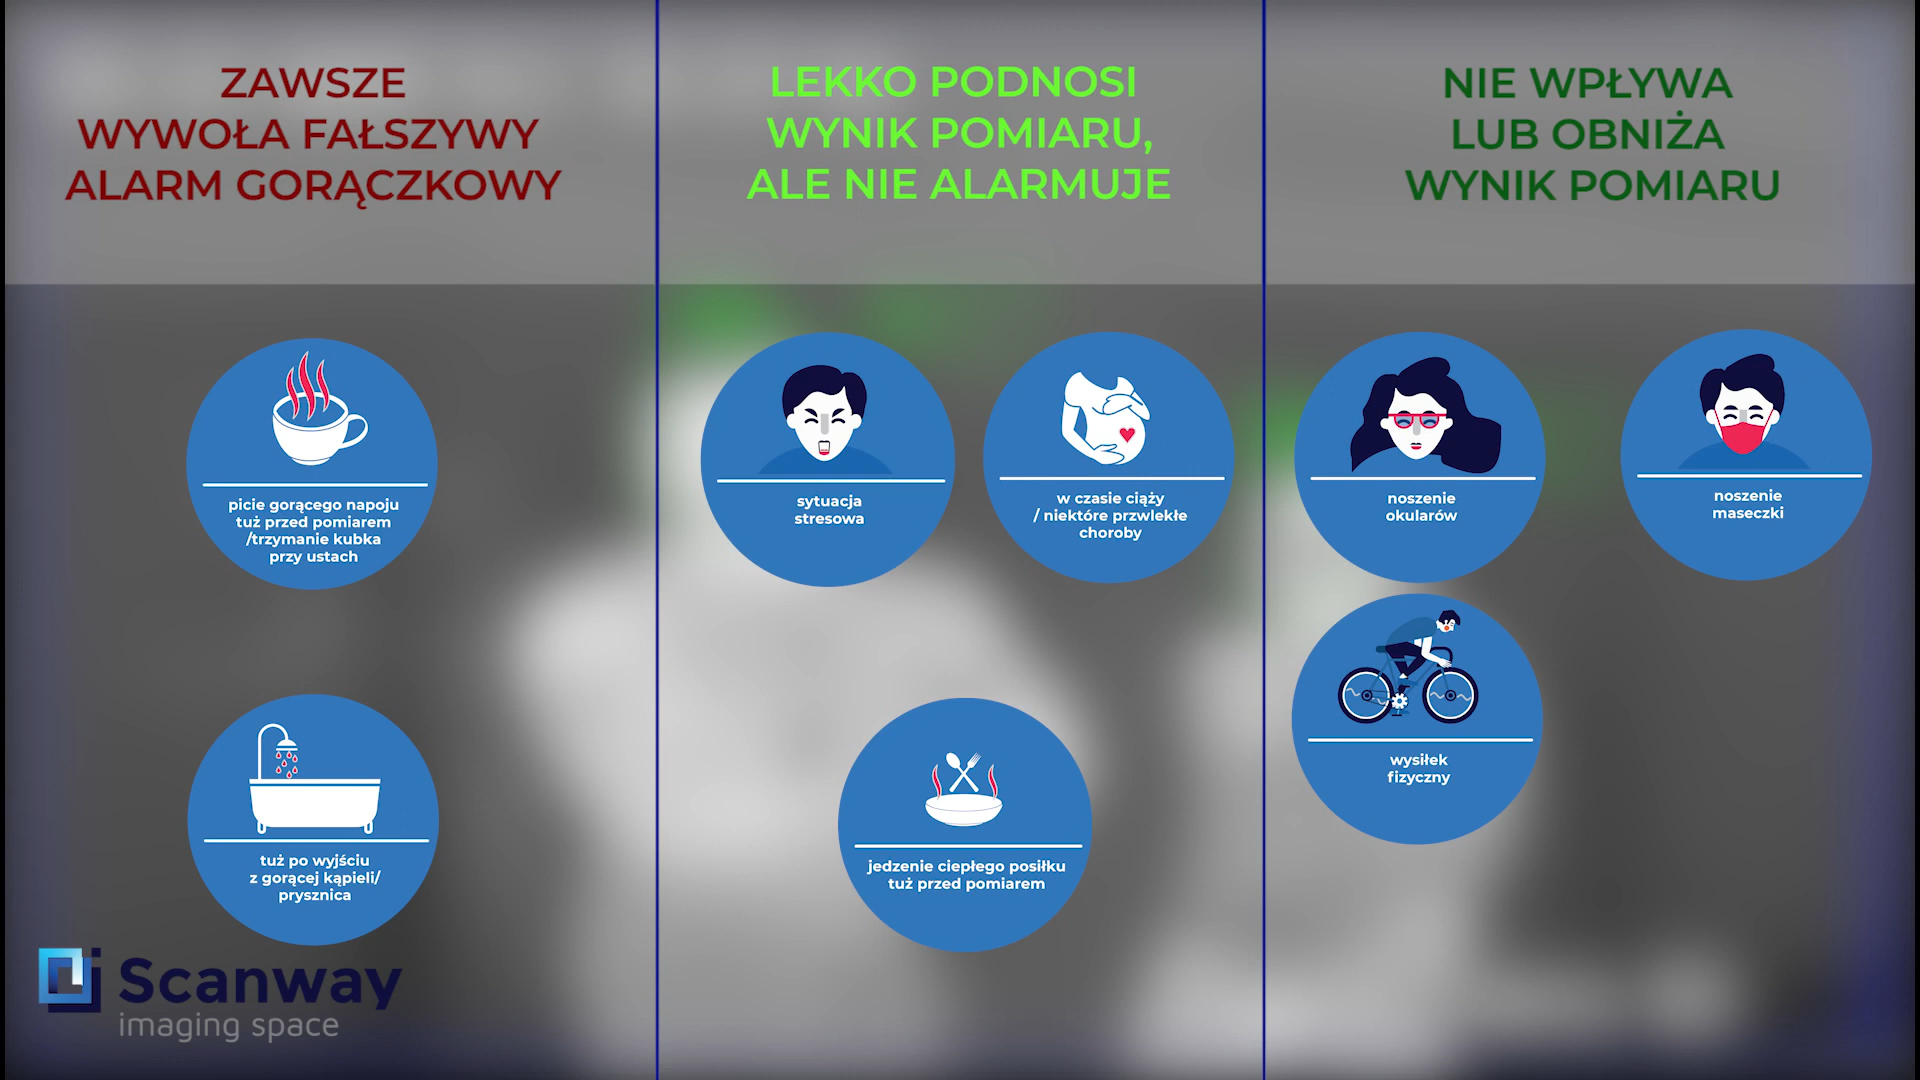 ZAWSZE
WYWOŁA FAŁSZYWY
ALARM GORĄCZKOWY
LEKKO PODNOSI
WYNIK POMIARU,
ALE NIE ALARMUJE
NIE WPŁYWA
LUB OBNIŻA
WYNIK POMIARU
picie gorącego napoju
tuż przed pomiarem
/trzymanie kubka
przy ustach
tuż po wyjściu
z gorącej kąpieli/
prysznica
sytuacja
stresowa
w czasie ciąży
/ niektóre przwlekłe
choroby
jedzenie ciepłego posiłku
tuż przed pomiarem
noszenie
okularów
noszenie
maseczki
wysiłek
fizyczny
Scanway
imaging space